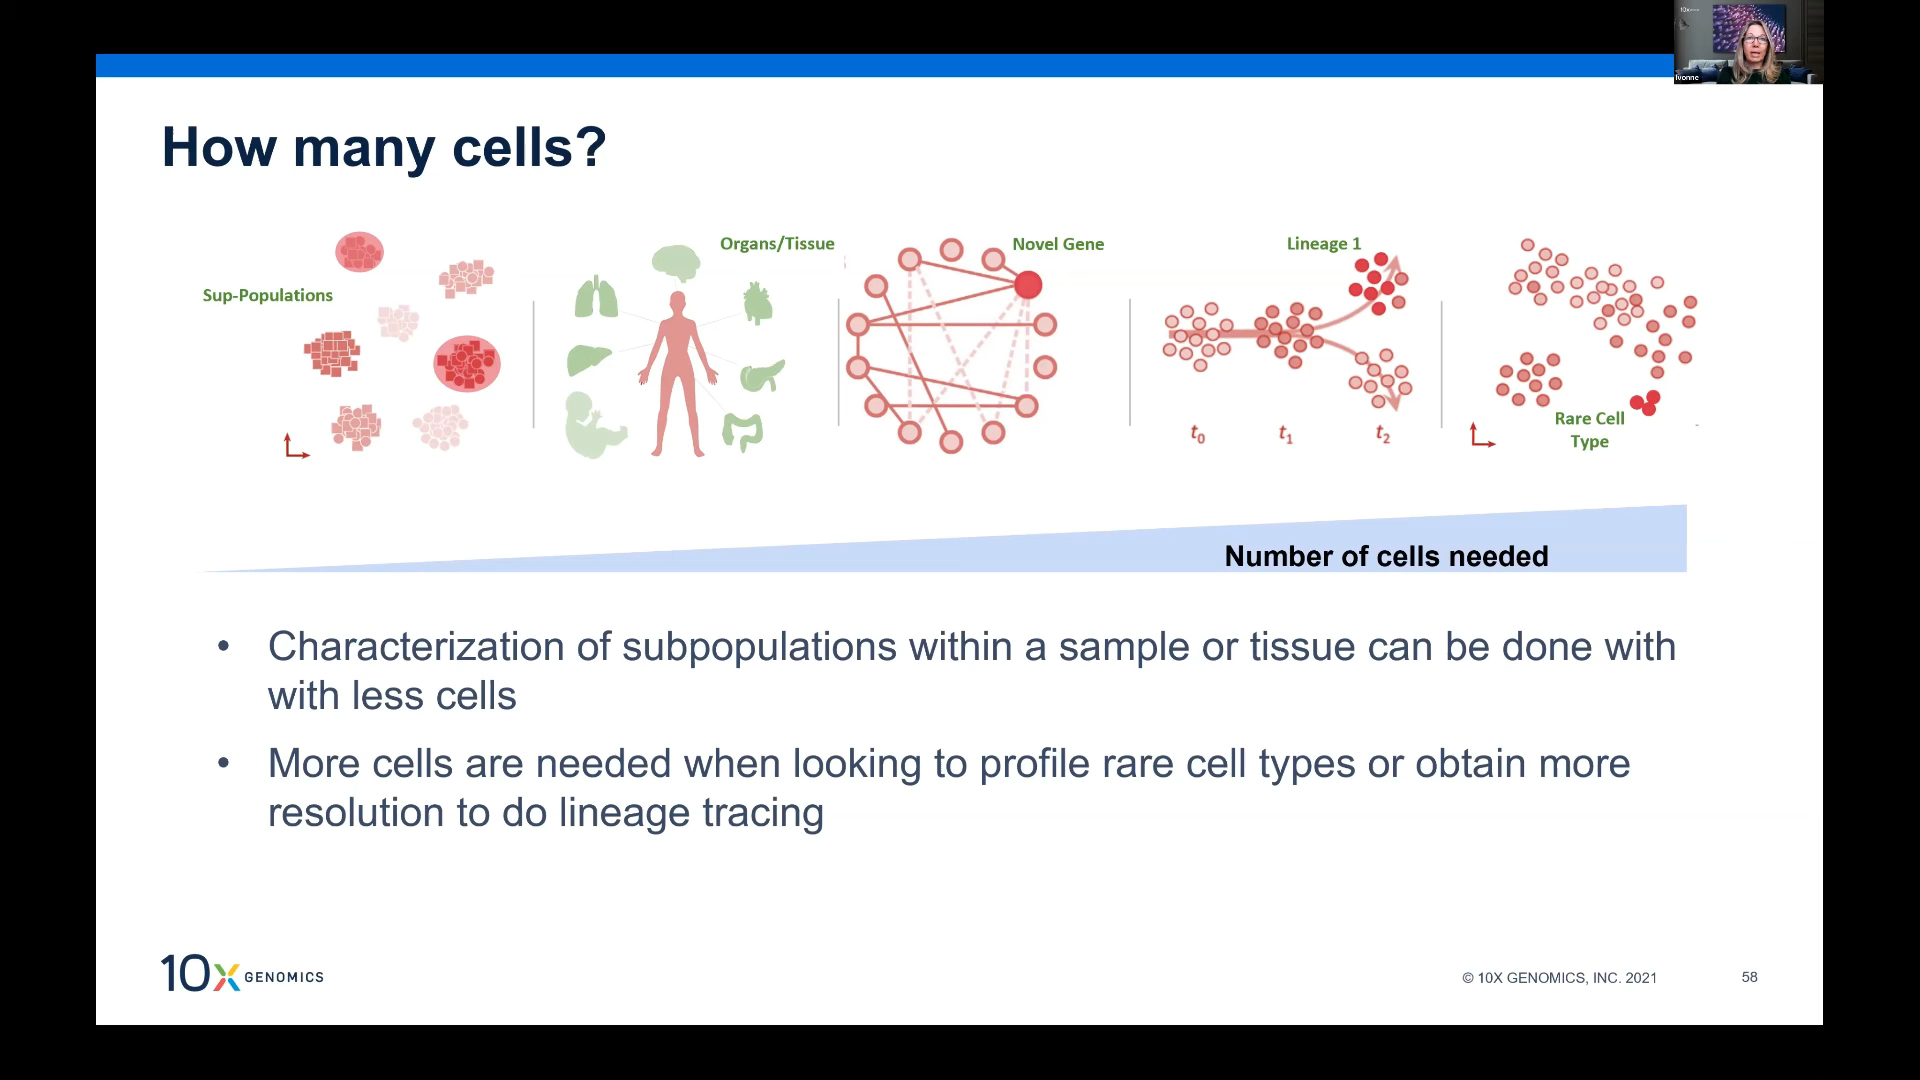 10x
Ivonne
How many cells?
Sup-Populations
Organs/Tissue
Novel Gene
Lineage 1
t0
t1
t2
Rare Cell
Type
Number of cells needed
• Characterization of subpopulations within a sample or tissue can be done with
with less cells
• More cells are needed when looking to profile rare cell types or obtain more
resolution to do lineage tracing
10x GENOMICS
© 10X GENOMICS, INC. 2021
58